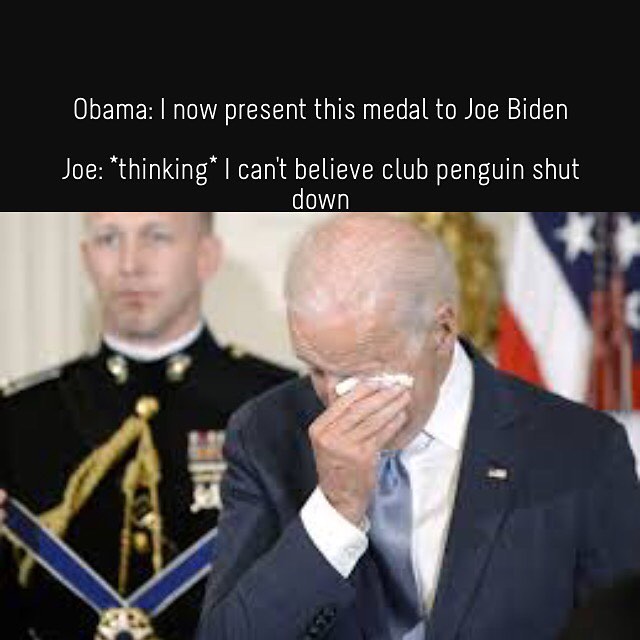 Obama: I now present this medal to Joe Biden
Joe: *thinking* I can't believe club penguin shut
down